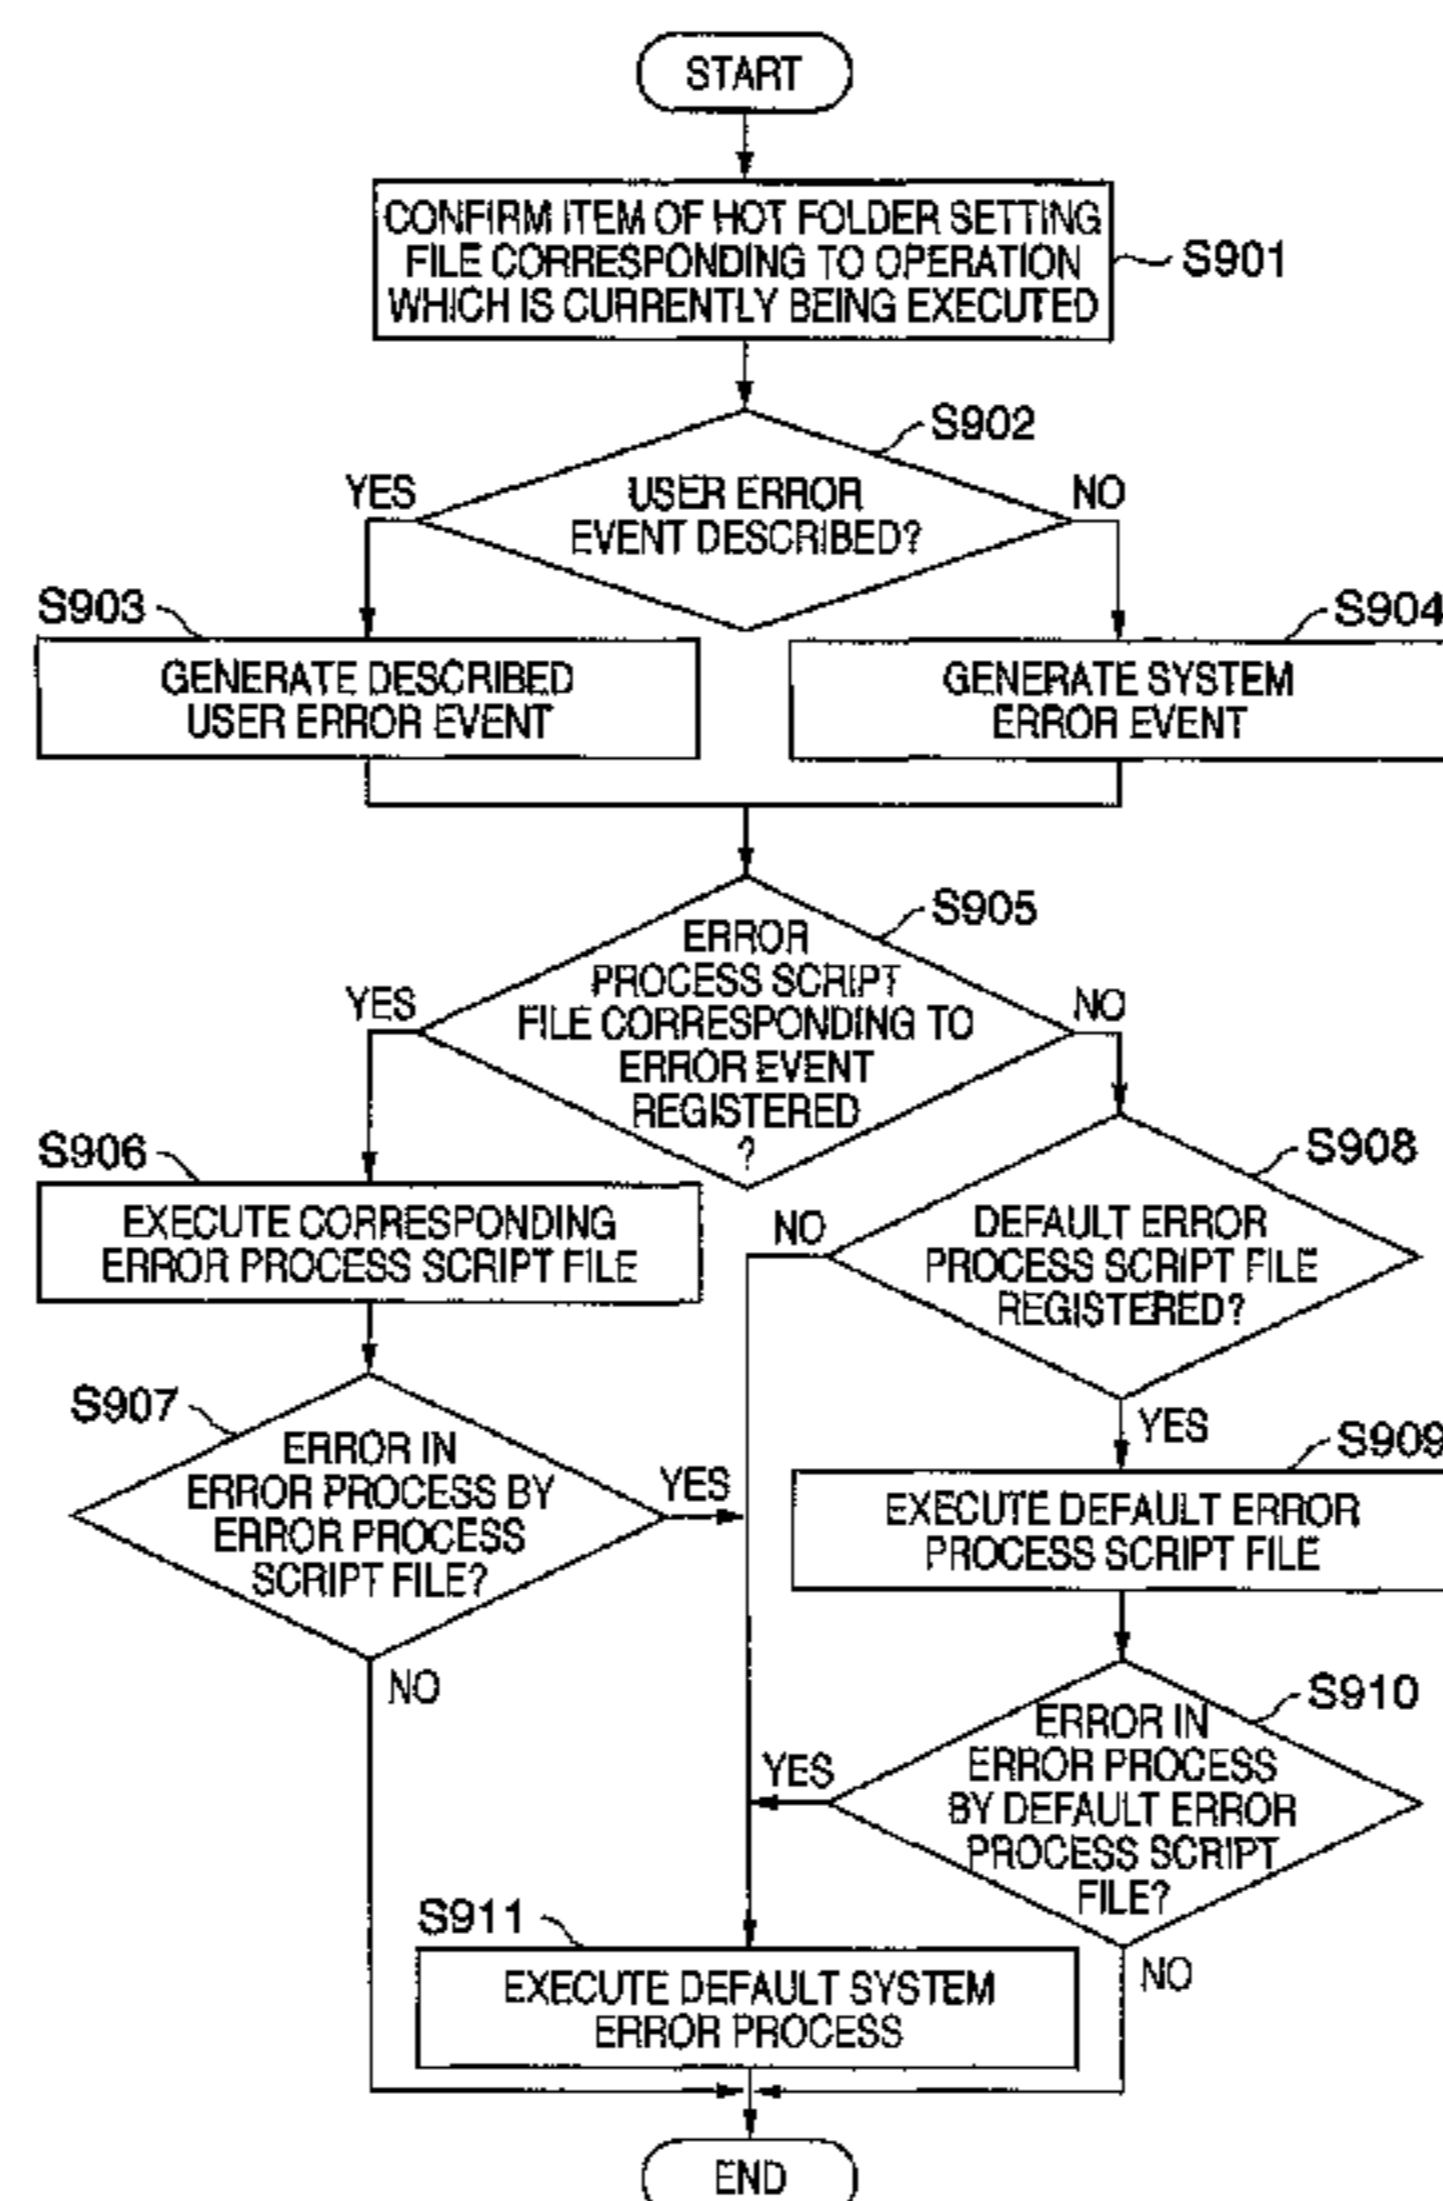 START
CONFIRM ITEM OF HOT FOLDER SETTING
FILE CORRESPONDING TO OPERATION
WHICH IS CURRENTLY BEING EXECUTED
S901
S902
YES
USER ERROR
EVENT DESCRIBED?
NO
S903
S904
GENERATE DESCRIBED
USER ERROR EVENT
GENERATE SYSTEM
ERROR EVENT
S905
YES
ERROR
PROCESS SCRIPT
FILE CORRESPONDING TO
ERROR EVENT
REGISTERED
?
NO
S906
S908
EXECUTE CORRESPONDING
ERROR PROCESS SCRIPT FILE
NO
DEFAULT ERROR
PROCESS SCRIPT FILE
REGISTERED?
S907
ERROR IN
ERROR PROCESS BY
ERROR PROCESS
SCRIPT FILE?
YES
NO
YES
S909
EXECUTE DEFAULT ERROR
PROCESS SCRIPT FILE
S910
YES
ERROR IN
ERROR PROCESS
BY DEFAULT ERROR
PROCESS SCRIPT
FILE?
NO
S911
EXECUTE DEFAULT SYSTEM
ERROR PROCESS
END